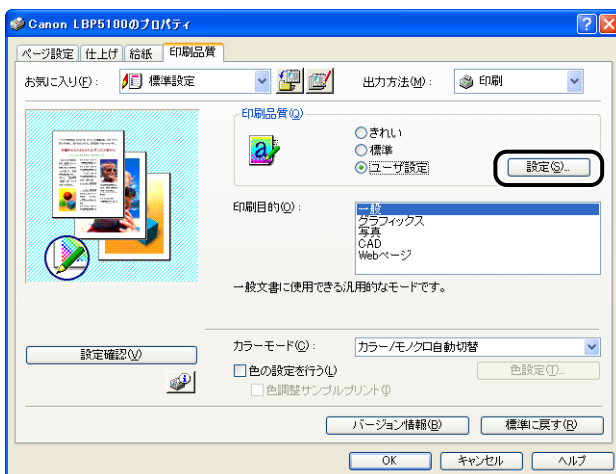 Canon LBP5100のプロパティ
ページ設定 仕上げ 給紙 印刷品質
お気に入り(F): 標準設定 出力方法(M): 印刷
印刷品質(Q)
きれい
標準
ユーザ設定 設定(S)...
印刷目的(O): 一般
グラフィックス
写真
CAD
Webページ
一般文書に使用できる汎用的なモードです。
設定確認(V)
カラーモード(C): カラー/モノクロ自動切替
色の設定を行う(L) 色設定(T)...
色調整サンプルプリント(I)
バージョン情報(B) 標準に戻す(R)
OK キャンセル ヘルプ